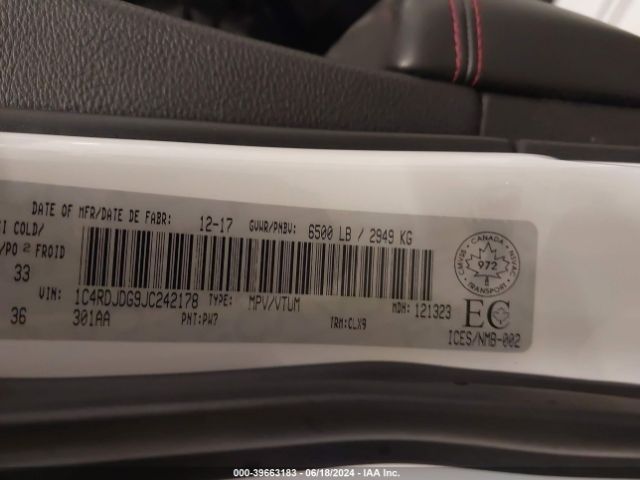 DATE OF MFR/DATE DE FABR: 12-17 GVWR/PNBV: 6500 LB / 2949 KG
I COLD/
/PO 2 FROID
33
VIN: 1C4RDJDG9JC242178 TYPE: MPV/VTUM MDH: 121323
36 301AA PNT:PW7 TRM:CLX9
CANADA
972
TRANSPORT
EC
ICES/NMB-002
000-39663183 - 06/18/2024 - IAA Inc.